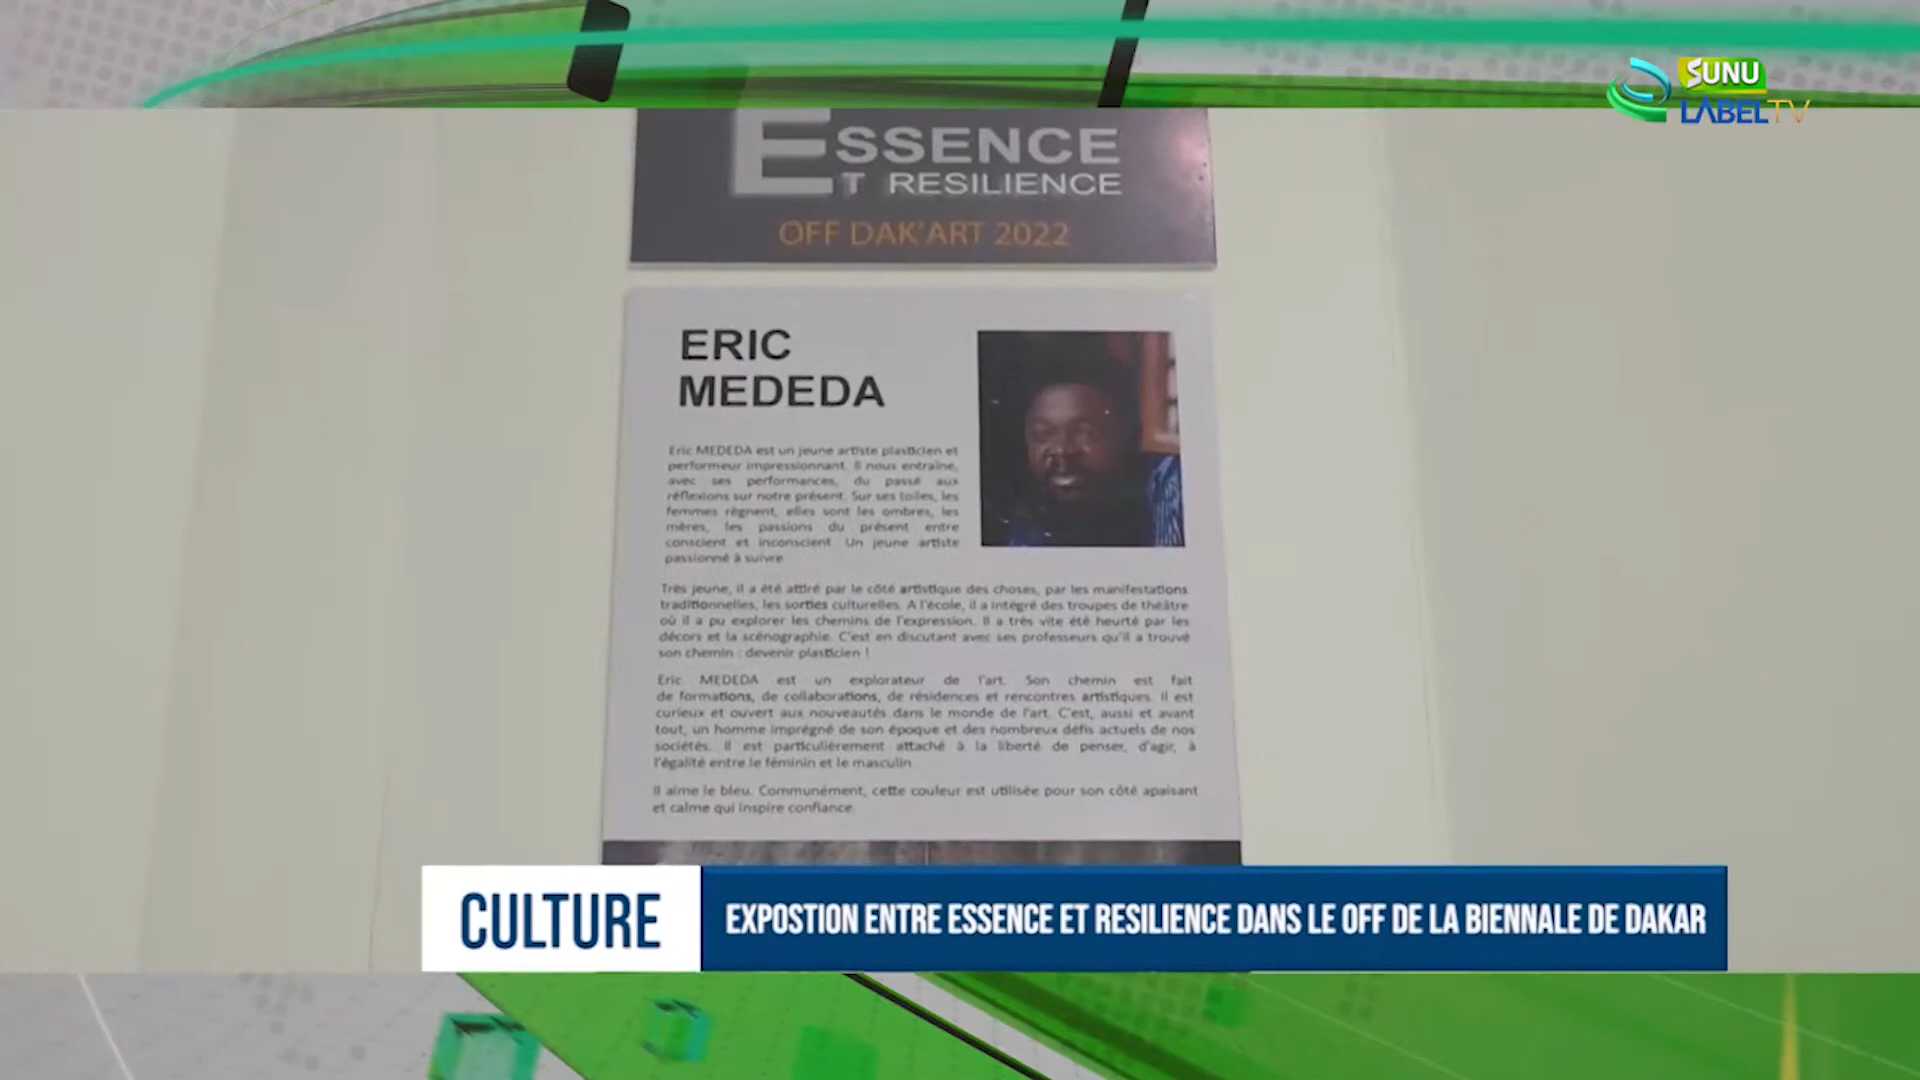 SUNU
LABELTV
ESSENCE
ET RESILIENCE
OFF DAK'ART 2022
ERIC
MEDEDA
Eric MEDEDA est un jeune artiste plasticien et
performeur impressionnant. Il nous entraîne,
avec ses performances, du passé aux
réflexions sur notre présent. Sur ses toiles, les
femmes règnent, elles sont les ombres, les
mères, les passions du présent entre
conscient et inconscient. Un jeune artiste
passionné à suivre
Très jeune, il a été attiré par le côté artistique des choses, par les manifestations
traditionnelles, les sorties culturelles. A l'école, il a intégré des troupes de théâtre
où il a pu explorer les chemins de l'expression. Il a très vite été heurté par les
décors et la scénographie. C'est en discutant avec ses professeurs qu'il a trouvé
son chemin : devenir plasticien !
Eric MEDEDA est un explorateur de l'art. Son chemin est fait
de formations, de collaborations, de résidences et rencontres artistiques. Il est
curieux et ouvert aux nouveautés dans le monde de l'art. C'est, aussi et avant
tout, un homme imprégné de son époque et des nombreux défis actuels de nos
sociétés. Il est particulièrement attaché à la liberté de penser, d'agir, à
l'égalité entre le féminin et le masculin
Il aime le bleu. Communément, cette couleur est utilisée pour son côté apaisant
et calme qui inspire confiance.
CULTURE
EXPOSTION ENTRE ESSENCE ET RESILIENCE DANS LE OFF DE LA BIENNALE DE DAKAR